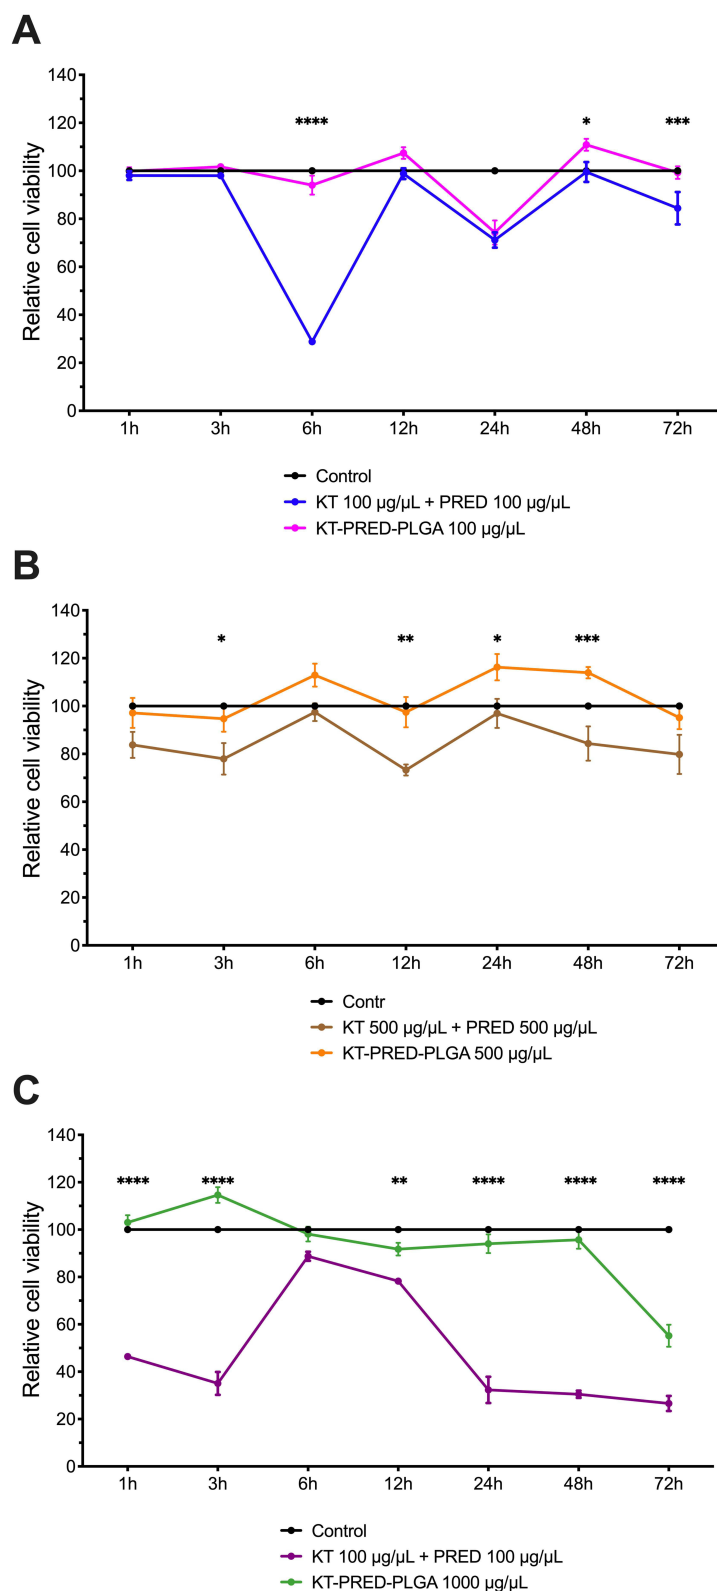 A
Relative cell viability
140
120
100
80
60
40
20
0
**** * ***
1h 3h 6h 12h 24h 48h 72h
Control
KT 100 µg/µL + PRED 100 µg/µL
KT-PRED-PLGA 100 µg/µL
B
Relative cell viability
140
120
100
80
60
40
20
0
* ** * ***
1h 3h 6h 12h 24h 48h 72h
Contr
KT 500 µg/µL + PRED 500 µg/µL
KT-PRED-PLGA 500 µg/µL
C
Relative cell viability
140
120
100
80
60
40
20
0
**** **** ** **** **** ****
1h 3h 6h 12h 24h 48h 72h
Control
KT 100 µg/µL + PRED 100 µg/µL
KT-PRED-PLGA 1000 µg/µL